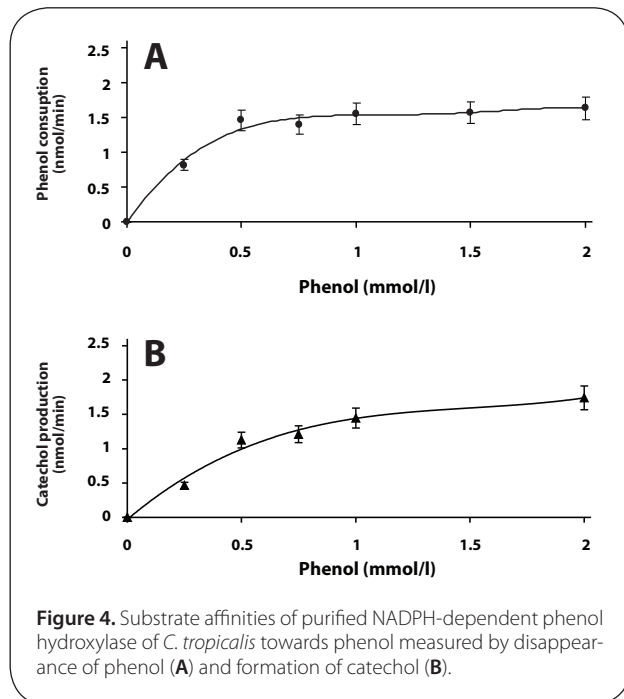 A
Phenol consuption
(nmol/min)
2.5
2
1.5
1
0.5
0
0 0.5 1 1.5 2
Phenol (mmol/l)
B
Catechol production
(nmol/min)
2.5
2
1.5
1
0.5
0
0 0.5 1 1.5 2
Phenol (mmol/l)
Figure 4. Substrate affinities of purified NADPH-dependent phenol
hydroxylase of C. tropicalis towards phenol measured by disappear-
ance of phenol (A) and formation of catechol (B).